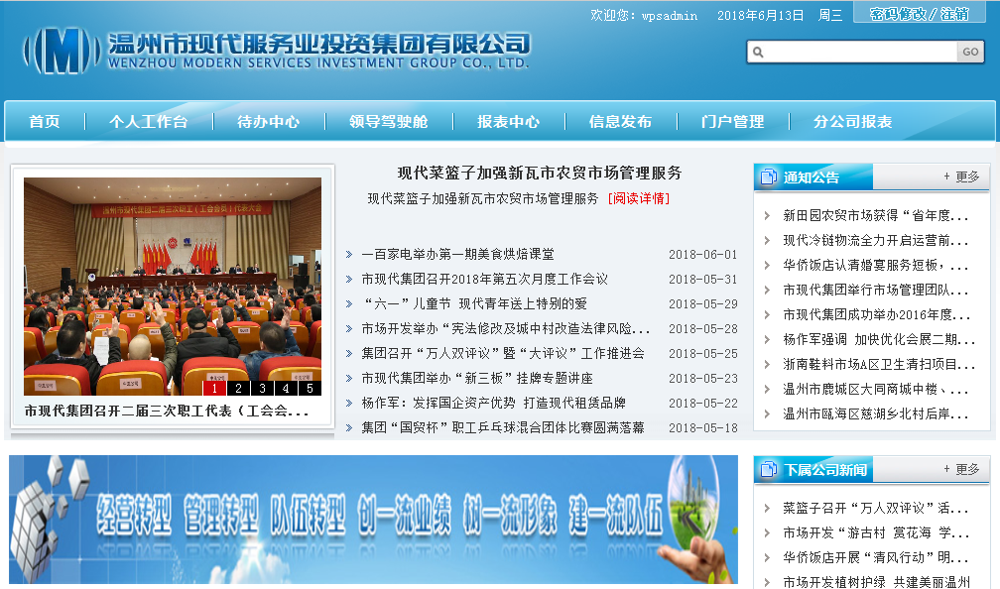 欢迎您：wpsadmin 2018年6月13日 周三 密码修改 / 注销
M 温州市现代服务业投资集团有限公司
WENZHOU MODERN SERVICES INVESTMENT GROUP CO., LTD.
GO
首页 个人工作台 待办中心 领导驾驶舱 报表中心 信息发布 门户管理 分公司报表
温州市现代集团二届三次职工（工会会员）代表大会
1 2 3 4 5
市现代集团召开二届三次职工代表（工会会...
现代菜篮子加强新瓦市农贸市场管理服务
现代菜篮子加强新瓦市农贸市场管理服务 [阅读详情]
一百家电举办第一期美食烘焙课堂 2018-06-01
市现代集团召开2018年第五次月度工作会议 2018-05-31
“六一”儿童节 现代青年送上特别的爱 2018-05-29
市场开发举办“宪法修改及城中村改造法律风险... 2018-05-28
集团召开“万人双评议”暨“大评议”工作推进会 2018-05-25
市现代集团举办“新三板”挂牌专题讲座 2018-05-23
杨作军：发挥国企资产优势 打造现代租赁品牌 2018-05-22
集团“国贸杯”职工乒乓球混合团体比赛圆满落幕 2018-05-18
通知公告 + 更多
新田园农贸市场获得“省年度...
现代冷链物流全力开启运营前...
华侨饭店认清婚宴服务短板，...
市现代集团举行市场管理团队...
市现代集团成功举办2016年度...
杨作军强调 加快优化会展二期...
浙南鞋料市场A区卫生清扫项目...
温州市鹿城区大同商城中楼、...
温州市瓯海区慈湖乡北村后岸...
经营转型 管理转型 队伍转型 创一流业绩 树一流形象 建一流队伍
下属公司新闻 + 更多
菜篮子召开“万人双评议”活...
市场开发“游古村 赏花海 学...
华侨饭店开展“清风行动”明...
市场开发植树护绿 共建美丽温州